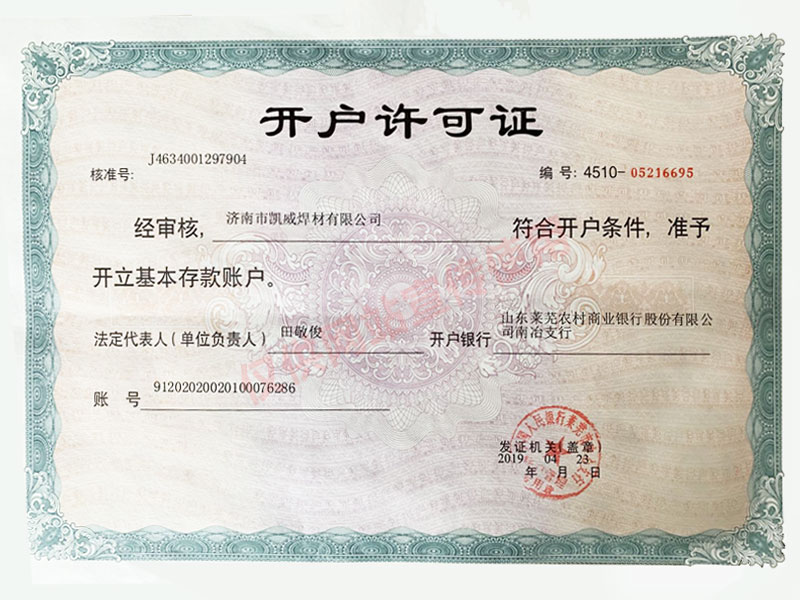 开户许可证
核准号: J4634001297904
编号: 4510-05216695
经审核, 济南市凯威焊材有限公司 符合开户条件, 准予
开立基本存款账户。
法定代表人(单位负责人) 田敬俊 开户银行 山东莱芜农村商业银行股份有限公
司南冶支行
账 号 91202020020100076286
发证机关(盖章)
2019 04 23
年 月 日